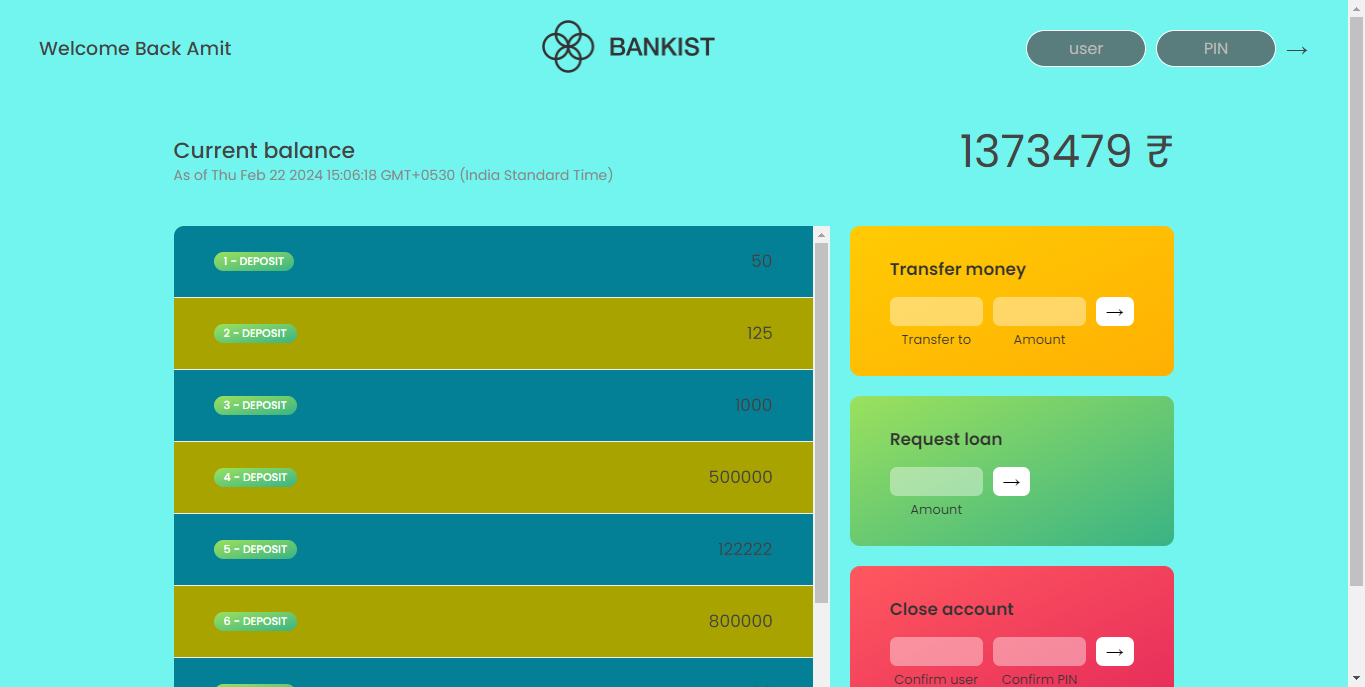 Welcome Back Amit
BANKIST
user
PIN
→
Current balance
As of Thu Feb 22 2024 15:06:18 GMT+0530 (India Standard Time)
1373479 ₹
1 - DEPOSIT 50
2 - DEPOSIT 125
3 - DEPOSIT 1000
4 - DEPOSIT 500000
5 - DEPOSIT 122222
6 - DEPOSIT 800000
Transfer money
→
Transfer to Amount
Request loan
→
Amount
Close account
→
Confirm user Confirm PIN